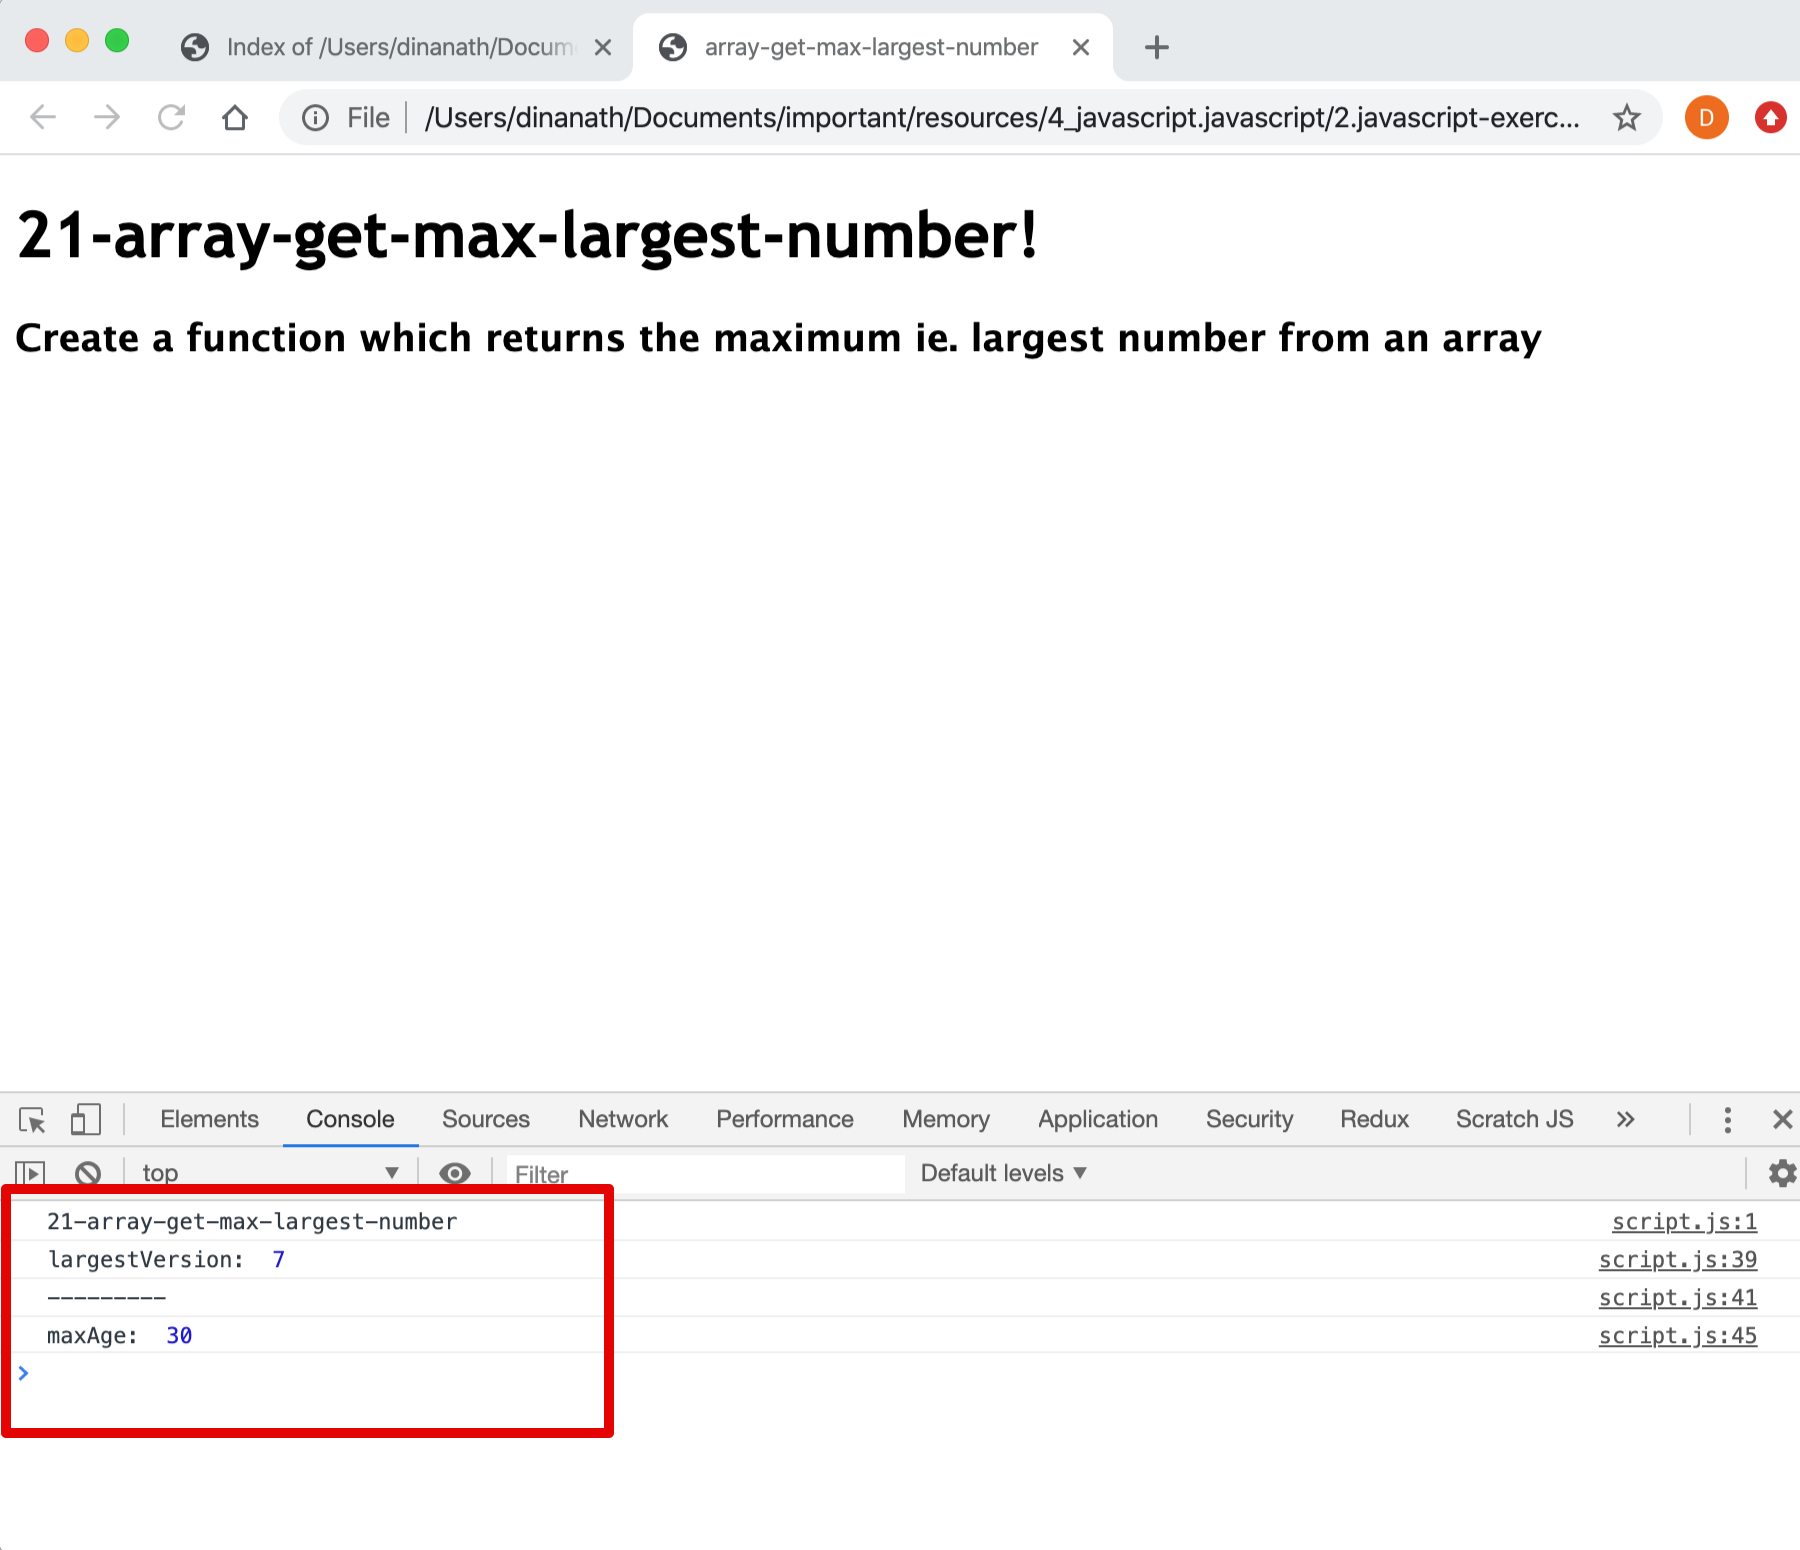 Index of /Users/dinanath/Docum
array-get-max-largest-number
File
/Users/dinanath/Documents/important/resources/4_javascript.javascript/2.javascript-exerc...
D
21-array-get-max-largest-number!
Create a function which returns the maximum ie. largest number from an array
Elements Console Sources Network Performance Memory Application Security Redux Scratch JS
top Filter Default levels
21-array-get-max-largest-number script.js:1
largestVersion: 7 script.js:39
--------- script.js:41
maxAge: 30 script.js:45